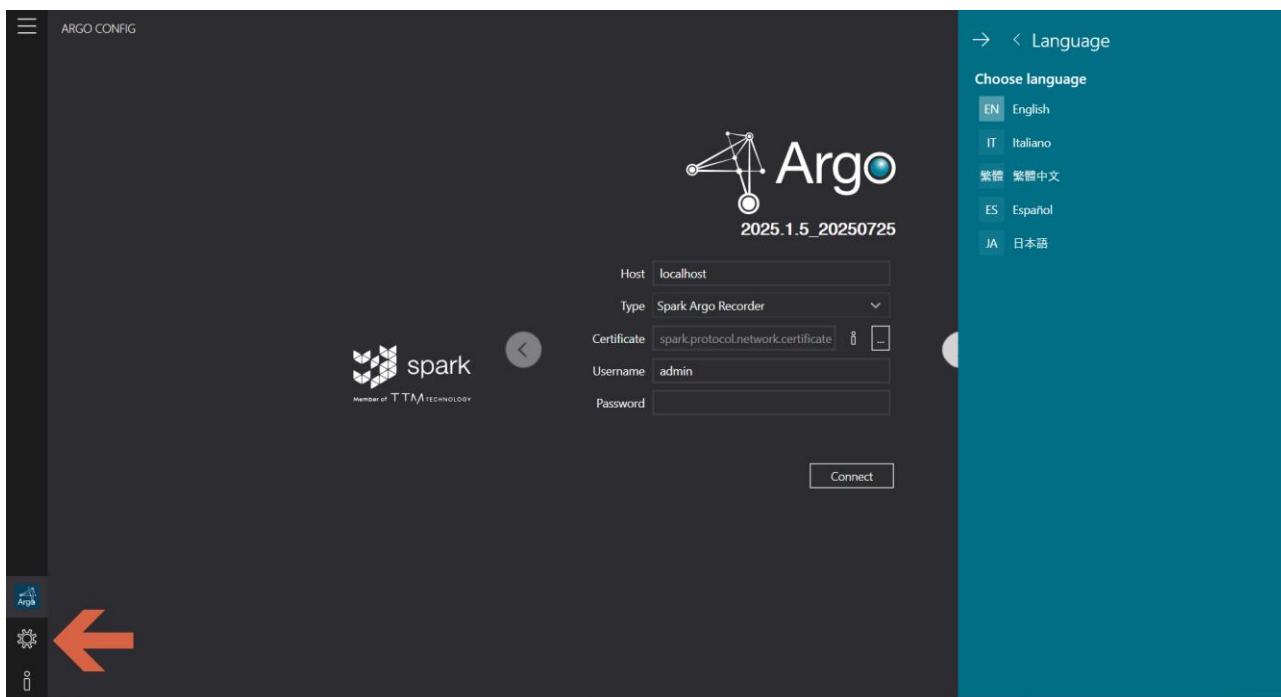 ARGO CONFIG
Argo
2025.1.5_20250725
Host localhost
Type Spark Argo Recorder
Certificate spark.protocol.network.certificate ...
Username admin
Password
Connect
spark
Member of TTM TECHNOLOGY
Argo
Language
Choose language
EN English
IT Italiano
繁體 繁體中文
ES Español
JA 日本語